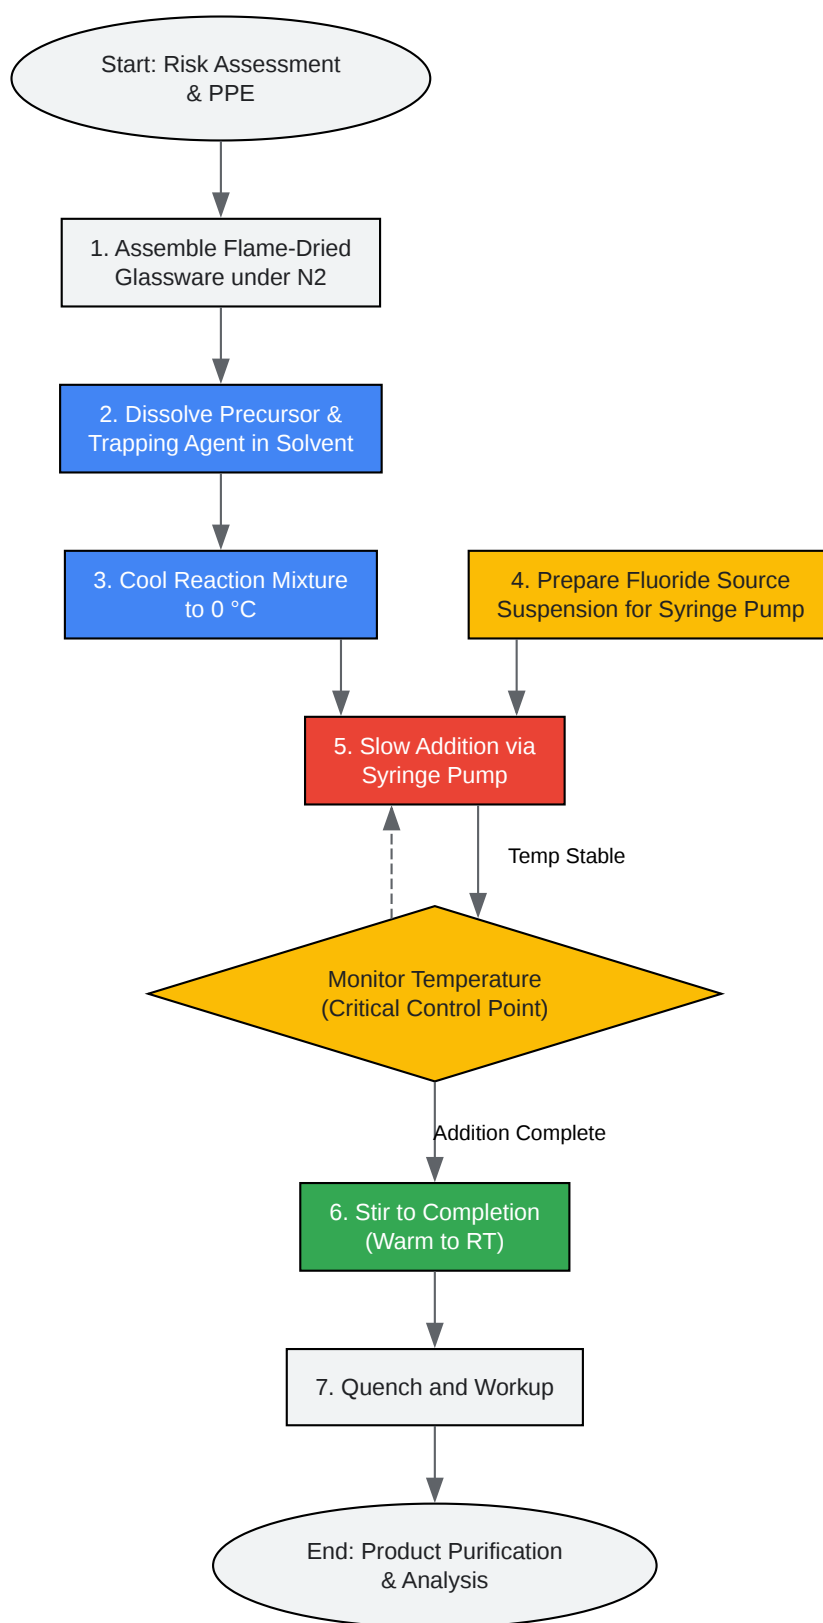 Start: Risk Assessment
& PPE
1. Assemble Flame-Dried
Glassware under N2
2. Dissolve Precursor &
Trapping Agent in Solvent
3. Cool Reaction Mixture
to 0 °C
4. Prepare Fluoride Source
Suspension for Syringe Pump
5. Slow Addition via
Syringe Pump
Temp Stable
Monitor Temperature
(Critical Control Point)
Addition Complete
6. Stir to Completion
(Warm to RT)
7. Quench and Workup
End: Product Purification
& Analysis